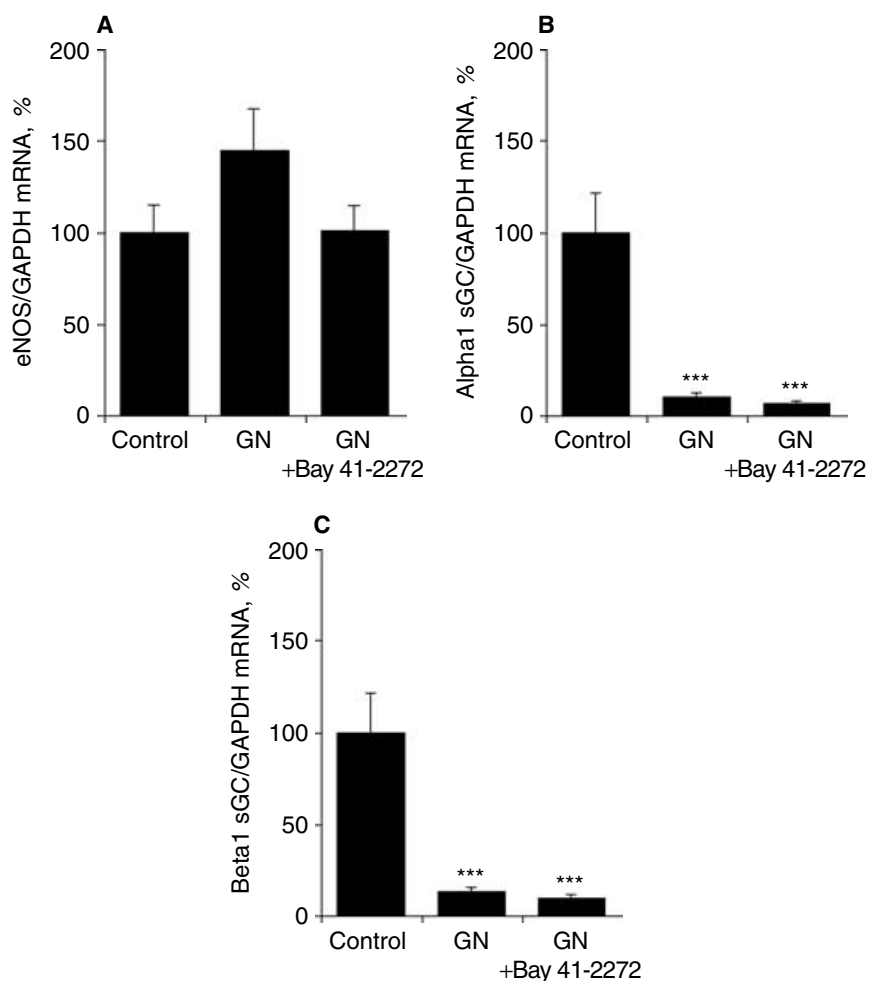 A
eNOS/GAPDH mRNA, %
200
150
100
50
0
Control
GN
GN
+Bay 41-2272
B
Alpha1 sGC/GAPDH mRNA, %
200
150
100
50
0
***
***
Control
GN
GN
+Bay 41-2272
C
Beta1 sGC/GAPDH mRNA, %
200
150
100
50
0
***
***
Control
GN
GN
+Bay 41-2272